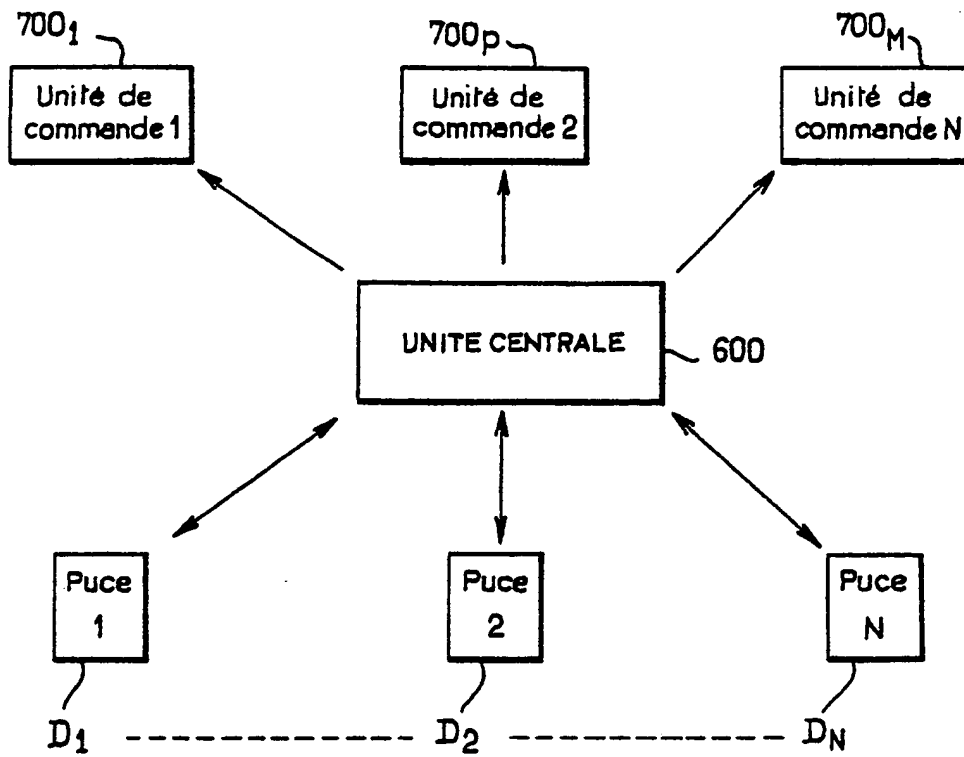 700₁ 700p 700M
Unité de
commande 1
Unité de
commande 2
Unité de
commande N
UNITE CENTRALE
600
Puce
1
Puce
2
Puce
N
D₁ D₂ D_N